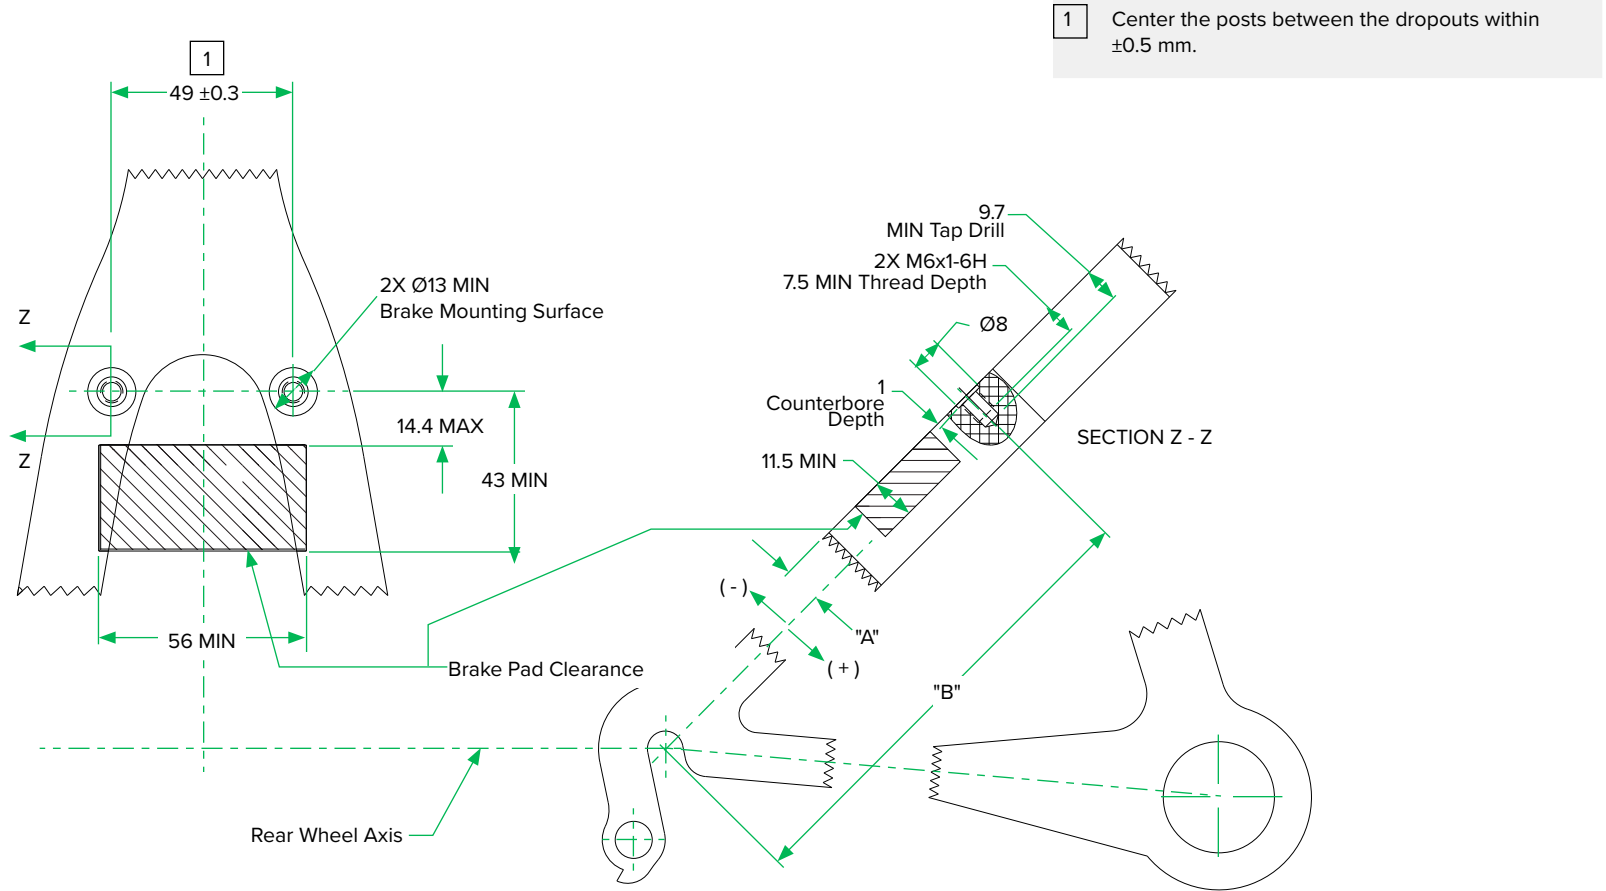 1 Center the posts between the dropouts within
±0.5 mm.
1
49 ±0.3
2X Ø13 MIN
Brake Mounting Surface
Z
Z
14.4 MAX
43 MIN
56 MIN
Brake Pad Clearance
Rear Wheel Axis
9.7
MIN Tap Drill
2X M6x1-6H
7.5 MIN Thread Depth
Ø8
1
Counterbore
Depth
11.5 MIN
SECTION Z - Z
( - )
"A"
( + )
"B"